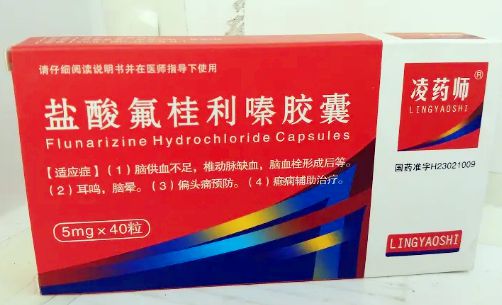 请仔细阅读说明书并在医师指导下使用
盐酸氟桂利嗪胶囊
Flunarizine Hydrochloride Capsules
【适应症】(1)脑供血不足,椎动脉缺血,脑血栓形成后等。
(2)耳鸣,脑晕。(3)偏头痛预防。(4)癫痫辅助治疗。
5mg×40粒
凌药师®
LINGYAOSHI
国药准字H23021009
LINGYAOSHI